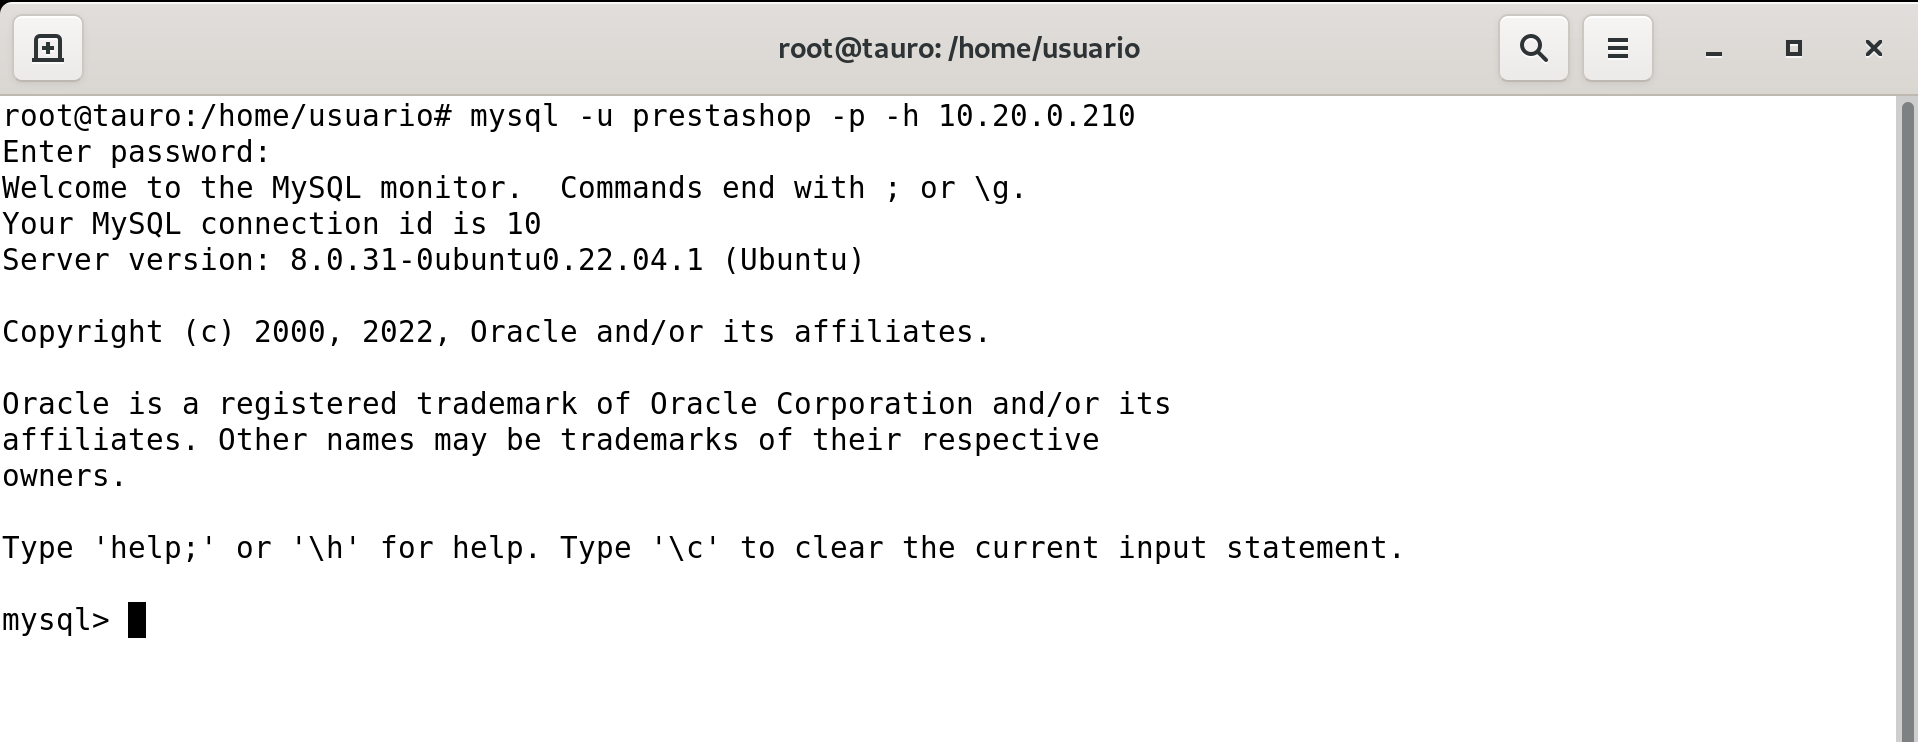 root@tauro: /home/usuario
root@tauro:/home/usuario# mysql -u prestashop -p -h 10.20.0.210
Enter password:
Welcome to the MySQL monitor.  Commands end with ; or \g.
Your MySQL connection id is 10
Server version: 8.0.31-0ubuntu0.22.04.1 (Ubuntu)
Copyright (c) 2000, 2022, Oracle and/or its affiliates.
Oracle is a registered trademark of Oracle Corporation and/or its
affiliates. Other names may be trademarks of their respective
owners.
Type 'help;' or '\h' for help. Type '\c' to clear the current input statement.
mysql>